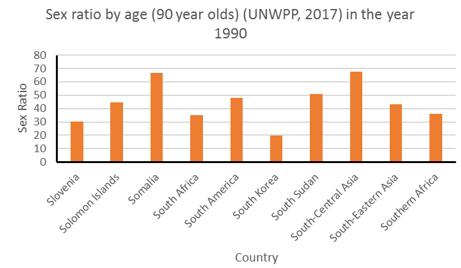 Sex ratio by age (90 year olds) (UNWPP, 2017) in the year
1990
80
70
60
50
40
30
20
10
0
Sex Ratio
Slovenia
Solomon Islands
Somalia
South Africa
South America
South Korea
South Sudan
South-Central Asia
South-Eastern Asia
Southern Africa
Country